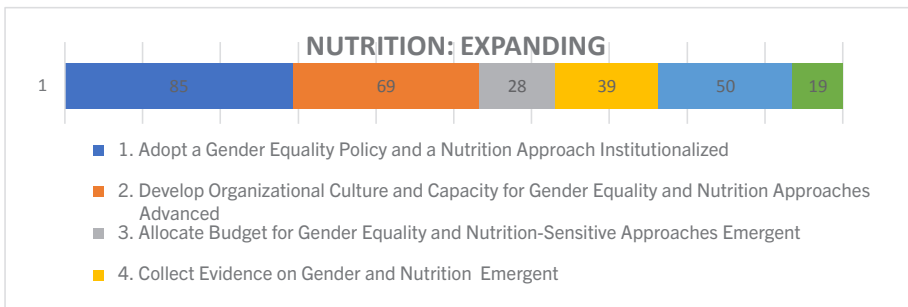 NUTRITION: EXPANDING
1 85 69 28 39 50 19
1. Adopt a Gender Equality Policy and a Nutrition Approach Institutionalized
2. Develop Organizational Culture and Capacity for Gender Equality and Nutrition Approaches
Advanced
3. Allocate Budget for Gender Equality and Nutrition-Sensitive Approaches Emergent
4. Collect Evidence on Gender and Nutrition Emergent